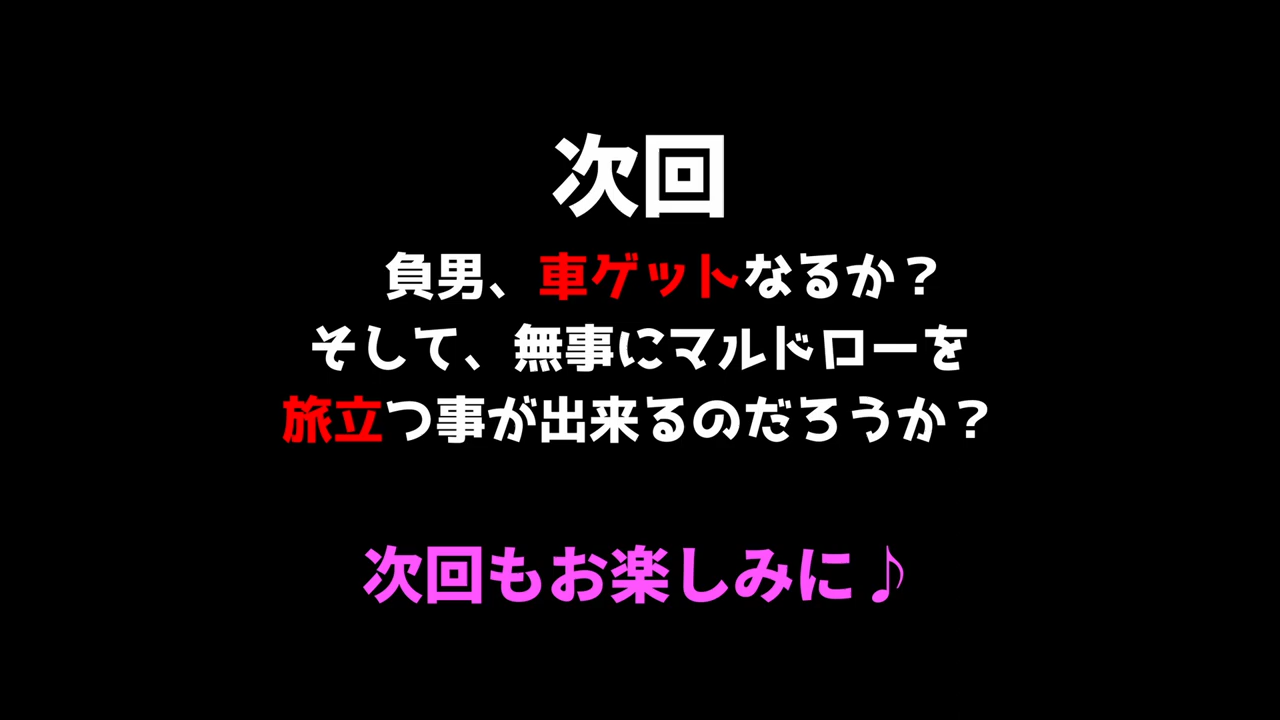 次回
負男、車ゲットなるか？
そして、無事にマルドローを
旅立つ事が出来るのだろうか？
次回もお楽しみに♪